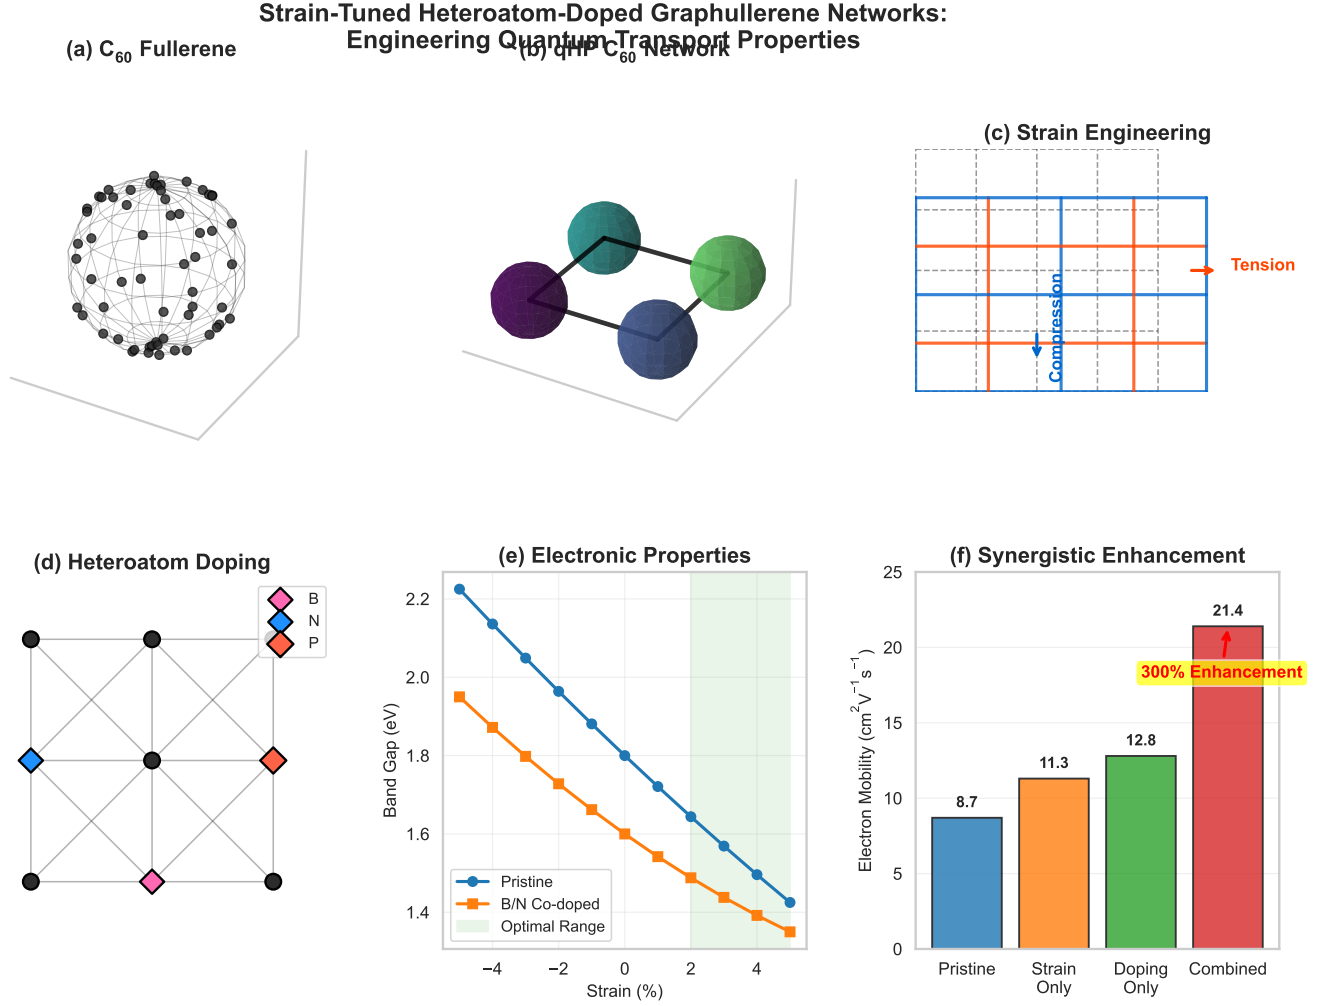 Strain-Tuned Heteroatom-Doped Graphullerene Networks:
Engineering Quantum Transport Properties
(a) C₆₀ Fullerene
(b) qHP C₆₀ Network
(c) Strain Engineering
Tension
Compression
(d) Heteroatom Doping
B
N
P
(e) Electronic Properties
Band Gap (eV)
2.2
2.0
1.8
1.6
1.4
Pristine
B/N Co-doped
Optimal Range
−4
−2
0
2
4
Strain (%)
(f) Synergistic Enhancement
Electron Mobility (cm²V⁻¹s⁻¹)
25
20
15
10
5
0
8.7
11.3
12.8
21.4
300% Enhancement
Pristine
Strain
Only
Doping
Only
Combined